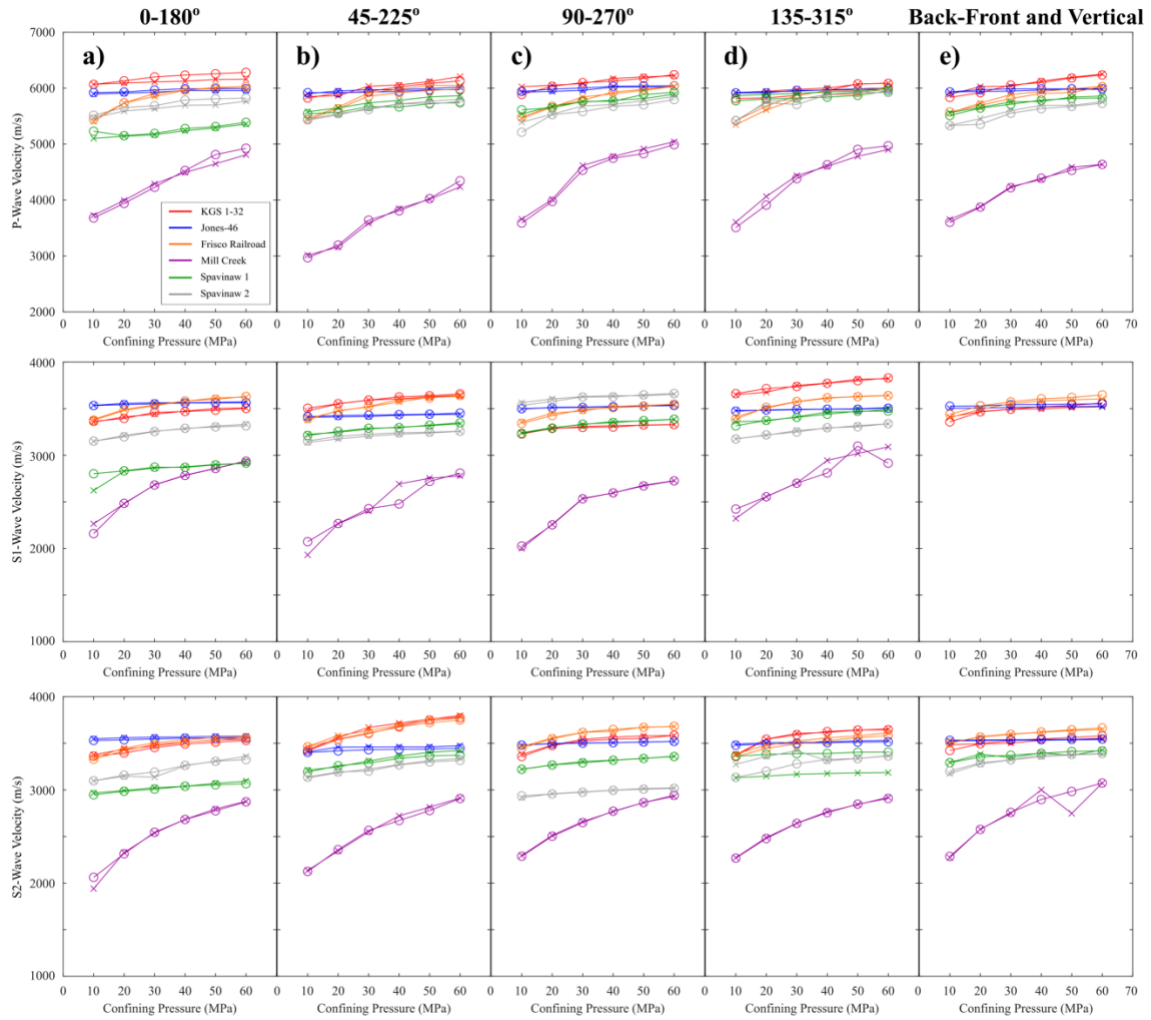 0-180º 45-225º 90-270º 135-315º Back-Front and Vertical
a) b) c) d) e)
7000
6000
5000
4000
3000
2000
P-Wave Velocity (m/s)
KGS 1-32
Jones-46
Frisco Railroad
Mill Creek
Spavinaw 1
Spavinaw 2
0 10 20 30 40 50 60 0 10 20 30 40 50 60 0 10 20 30 40 50 60 0 10 20 30 40 50 60 0 10 20 30 40 50 60 70
Confining Pressure (MPa) Confining Pressure (MPa) Confining Pressure (MPa) Confining Pressure (MPa) Confining Pressure (MPa)
4000
3000
2000
1000
S1-Wave Velocity (m/s)
0 10 20 30 40 50 60 0 10 20 30 40 50 60 0 10 20 30 40 50 60 0 10 20 30 40 50 60 0 10 20 30 40 50 60 70
Confining Pressure (MPa) Confining Pressure (MPa) Confining Pressure (MPa) Confining Pressure (MPa) Confining Pressure (MPa)
4000
3000
2000
1000
S2-Wave Velocity (m/s)
0 10 20 30 40 50 60 0 10 20 30 40 50 60 0 10 20 30 40 50 60 0 10 20 30 40 50 60 0 10 20 30 40 50 60 70
Confining Pressure (MPa) Confining Pressure (MPa) Confining Pressure (MPa) Confining Pressure (MPa) Confining Pressure (MPa)